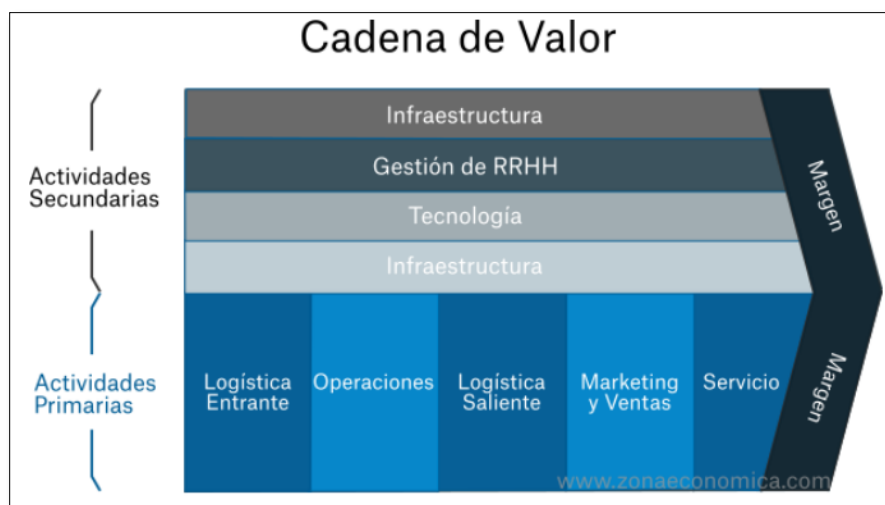 Cadena de Valor
Actividades
Secundarias
Infraestructura
Gestión de RRHH
Tecnología
Infraestructura
Margen
Actividades
Primarias
Logística
Entrante
Operaciones
Logística
Saliente
Marketing
y Ventas
Servicio
Margen
www.zonaeconomica.com